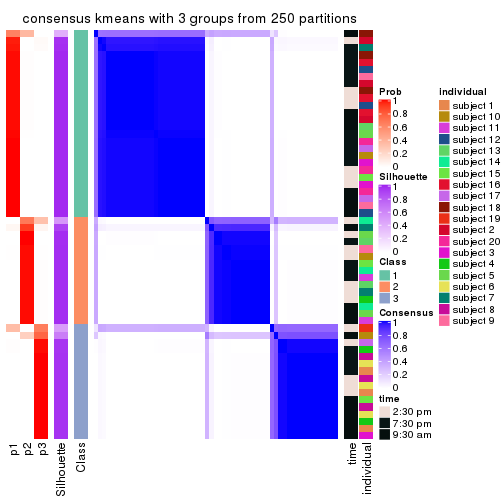 consensus kmeans with 3 groups from 250 partitions
Prob
1
0.8
0.6
0.4
0.2
0
Silhouette
1
0.8
0.6
0.4
0.2
0
Class
1
2
3
Consensus
1
0.8
0.6
0.4
0.2
0
time
2:30 pm
7:30 pm
9:30 am
individual
subject 1
subject 10
subject 11
subject 12
subject 13
subject 14
subject 15
subject 16
subject 17
subject 18
subject 19
subject 2
subject 20
subject 3
subject 4
subject 5
subject 6
subject 7
subject 8
subject 9
p1
p2
p3
Silhouette
Class
time
individual